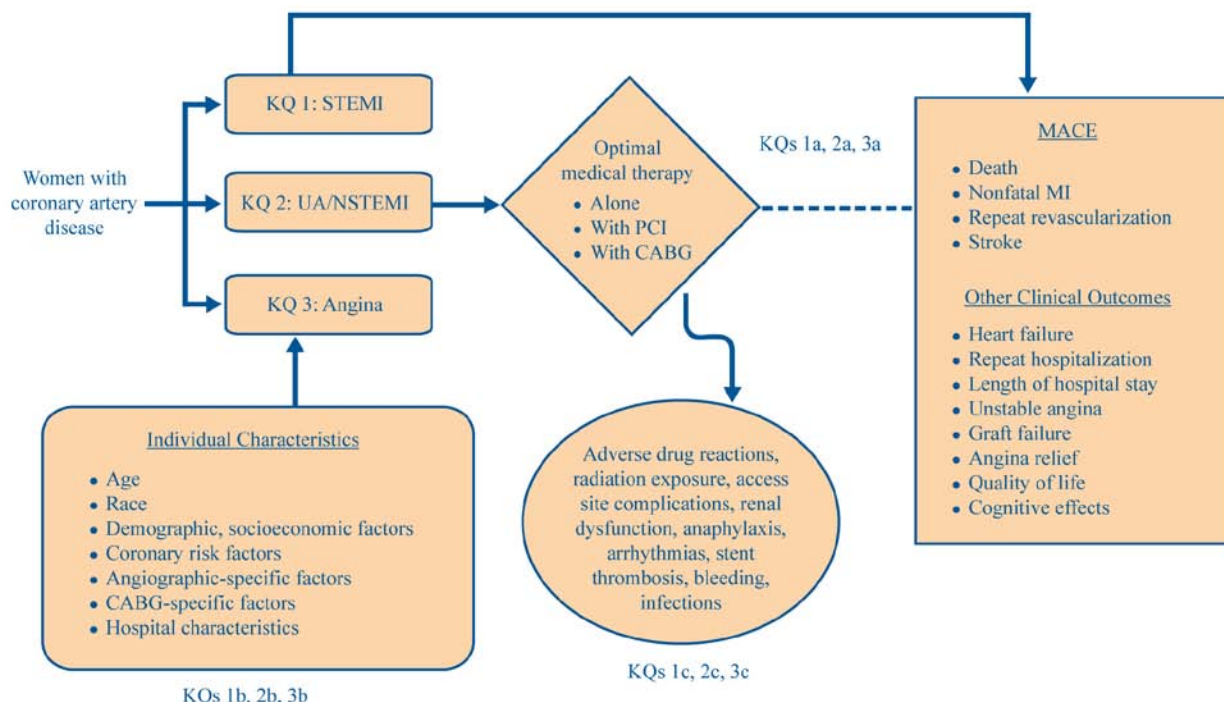 KQ 1: STEMI
Women with
coronary artery
disease
KQ 2: UA/NSTEMI
KQ 3: Angina
Optimal
medical therapy
• Alone
• With PCI
• With CABG
KQs 1a, 2a, 3a
MACE
• Death
• Nonfatal MI
• Repeat revascularization
• Stroke
Other Clinical Outcomes
• Heart failure
• Repeat hospitalization
• Length of hospital stay
• Unstable angina
• Graft failure
• Angina relief
• Quality of life
• Cognitive effects
Individual Characteristics
• Age
• Race
• Demographic, socioeconomic factors
• Coronary risk factors
• Angiographic-specific factors
• CABG-specific factors
• Hospital characteristics
KQs 1b, 2b, 3b
Adverse drug reactions,
radiation exposure, access
site complications, renal
dysfunction, anaphylaxis,
arrhythmias, stent
thrombosis, bleeding,
infections
KQs 1c, 2c, 3c